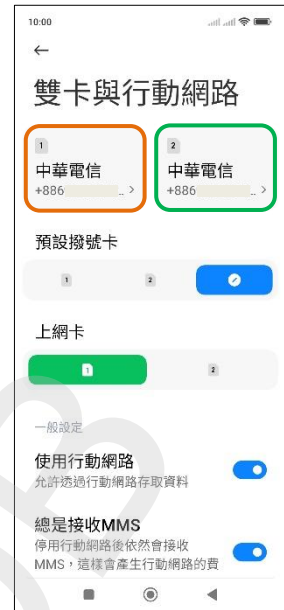 10:00
雙卡與行動網路
1
中華電信
+886 ..
2
中華電信
+886 ..
預設撥號卡
1
2
上網卡
1
2
一般設定
使用行動網路
允許透過行動網路存取資料
總是接收MMS
停用行動網路後依然會接收
MMS，這樣會產生行動網路的費